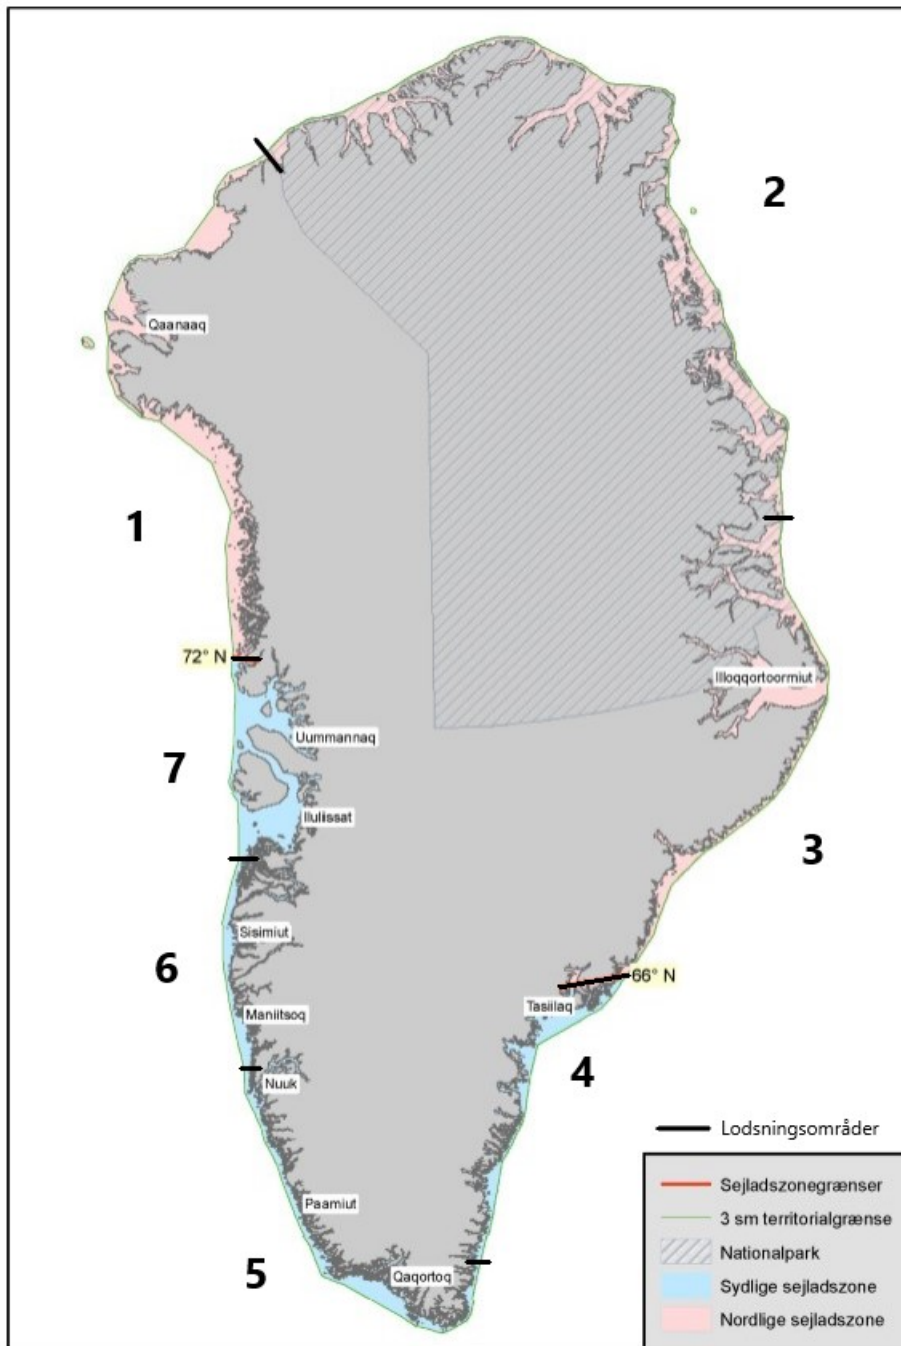 2
Qaanaaq
1
72° N
Illoqqortoormiut
Uummannaq
7
Ilulissat
3
Sisimiut
6
66° N
Tasiilaq
Maniitsoq
4
Nuuk
Lodsningsområder
Sejladszonegrænser
Paamiut
3 sm territorialgrænse
Nationalpark
5
Qaqortoq
Sydlige sejladszone
Nordlige sejladszone